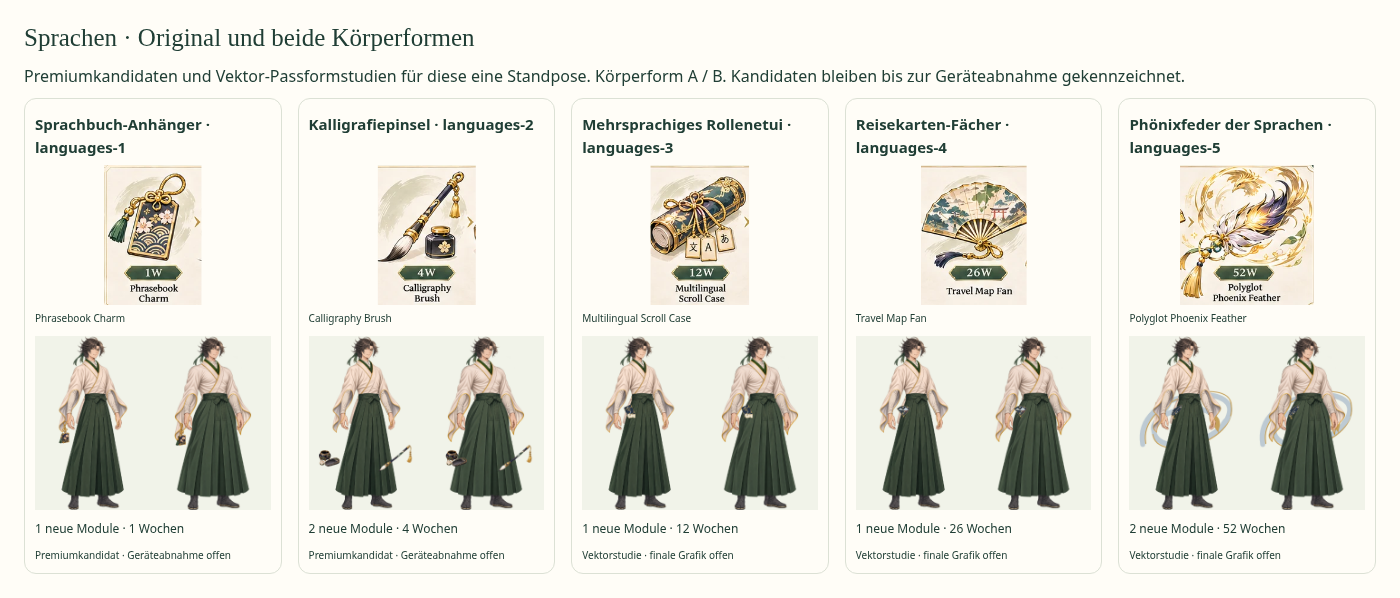 Sprachen · Original und beide Körperformen
Premiumkandidaten und Vektor-Passformstudien für diese eine Standpose. Körperform A / B. Kandidaten bleiben bis zur Geräteabnahme gekennzeichnet.
Sprachbuch-Anhänger ·
languages-1
1W
Phrasebook
Charm
Phrasebook Charm
1 neue Module · 1 Wochen
Premiumkandidat · Geräteabnahme offen
Kalligrafiepinsel · languages-2
4W
Calligraphy
Brush
Calligraphy Brush
2 neue Module · 4 Wochen
Premiumkandidat · Geräteabnahme offen
Mehrsprachiges Rollenetui ·
languages-3
文 A あ
12W
Multilingual
Scroll Case
Multilingual Scroll Case
1 neue Module · 12 Wochen
Vektorstudie · finale Grafik offen
Reisekarten-Fächer ·
languages-4
26W
Travel Map Fan
Travel Map Fan
1 neue Module · 26 Wochen
Vektorstudie · finale Grafik offen
Phönixfeder der Sprachen ·
languages-5
52W
Polyglot
Phoenix Feather
Polyglot Phoenix Feather
2 neue Module · 52 Wochen
Vektorstudie · finale Grafik offen